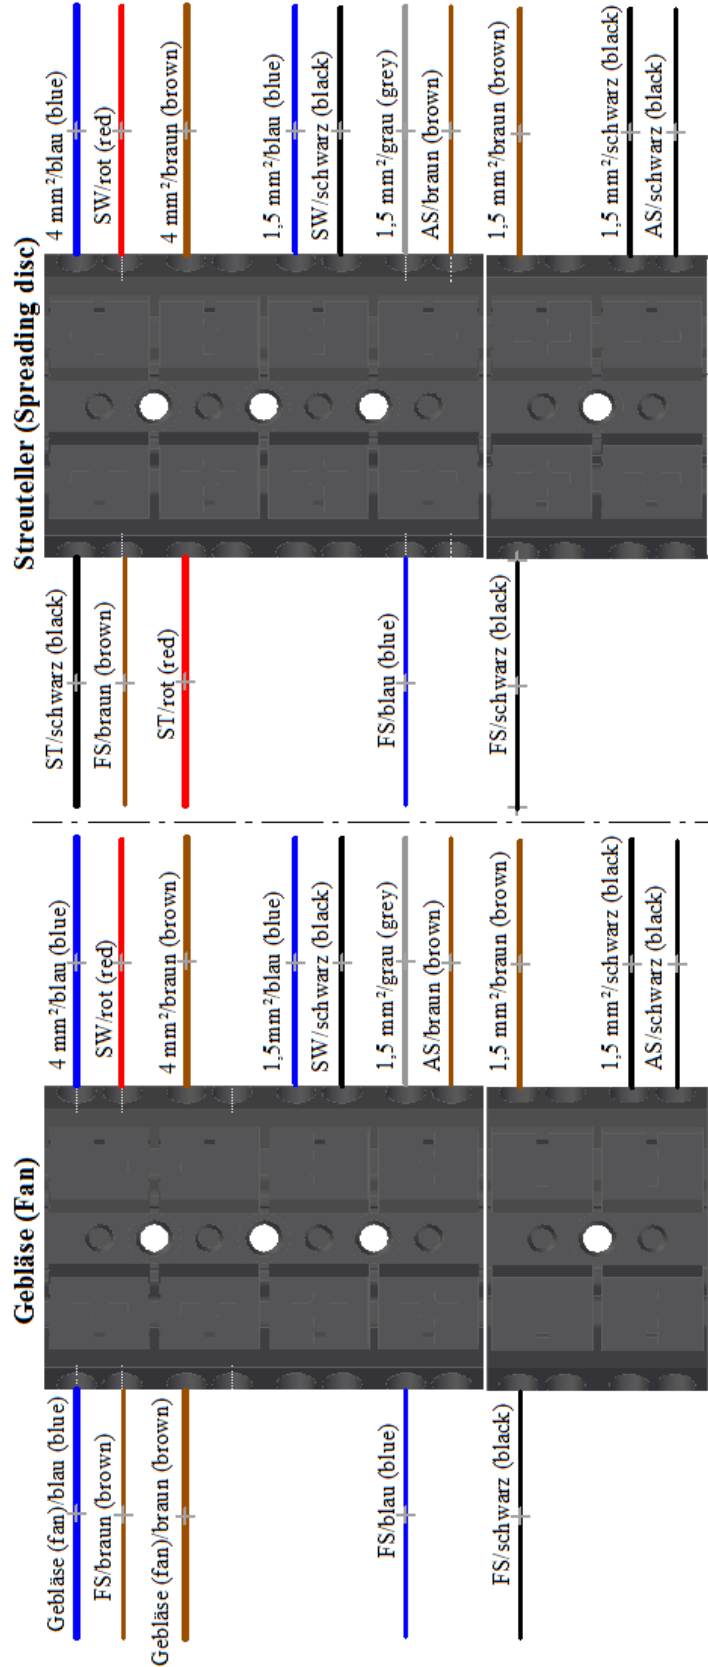 Streuteller (Spreading disc)
4 mm²/blau (blue)
SW/rot (red)
4 mm²/braun (brown)
1,5 mm²/blau (blue)
SW/schwarz (black)
1,5 mm²/grau (grey)
AS/braun (brown)
1,5 mm²/braun (brown)
1,5 mm²/schwarz (black)
AS/schwarz (black)
ST/schwarz (black)
FS/braun (brown)
ST/rot (red)
FS/blau (blue)
FS/schwarz (black)
Gebläse (Fan)
4 mm²/blau (blue)
SW/rot (red)
4 mm²/braun (brown)
1,5mm²/blau (blue)
SW/schwarz (black)
1,5 mm²/grau (grey)
AS/braun (brown)
1,5 mm²/braun (brown)
1,5 mm²/schwarz (black)
AS/schwarz (black)
Gebläse (fan)/blau (blue)
FS/braun (brown)
Gebläse (fan)/braun (brown)
FS/blau (blue)
FS/schwarz (black)